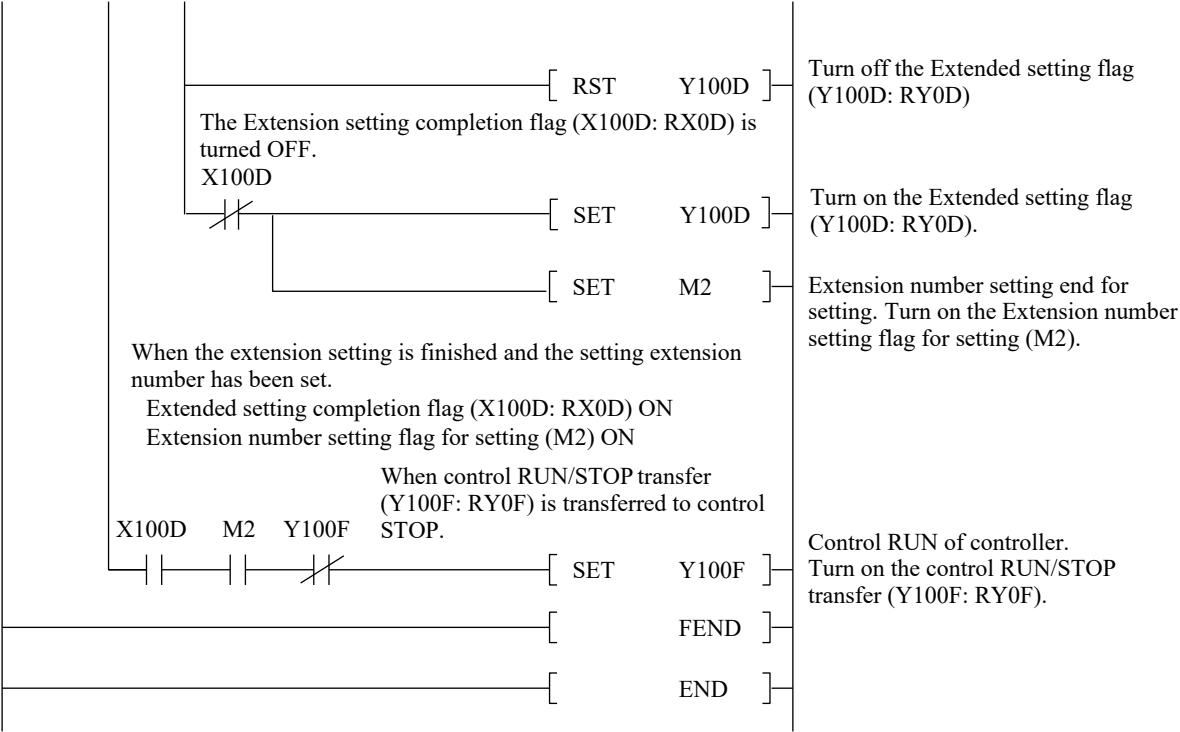 RST Y100D
Turn off the Extended setting flag
(Y100D: RY0D)
The Extension setting completion flag (X100D: RX0D) is
turned OFF.
X100D
SET Y100D
Turn on the Extended setting flag
(Y100D: RY0D).
SET M2
Extension number setting end for
setting. Turn on the Extension number
setting flag for setting (M2).
When the extension setting is finished and the setting extension
number has been set.
Extended setting completion flag (X100D: RX0D) ON
Extension number setting flag for setting (M2) ON
When control RUN/STOP transfer
(Y100F: RY0F) is transferred to control
STOP.
X100D M2 Y100F
SET Y100F
Control RUN of controller.
Turn on the control RUN/STOP
transfer (Y100F: RY0F).
FEND
END